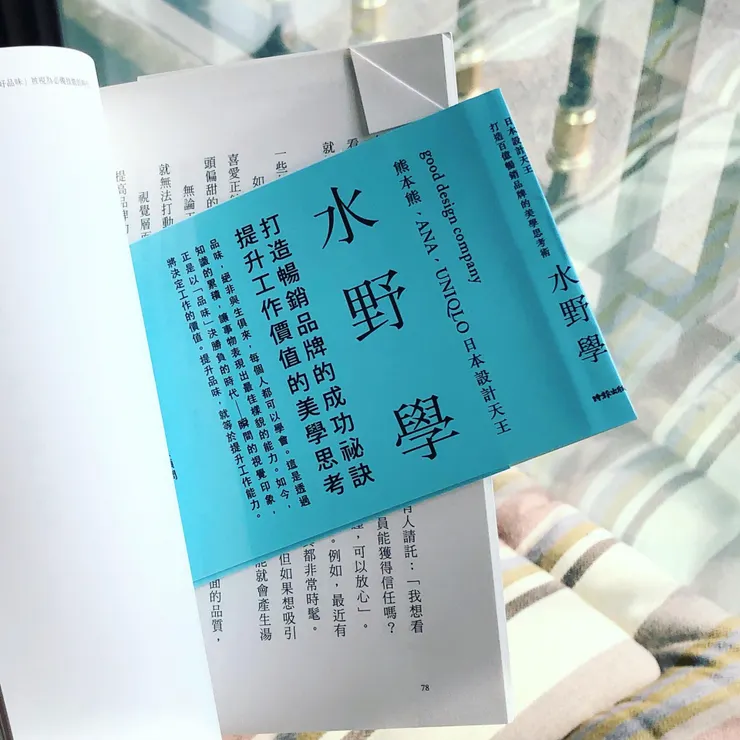 好品味」
日本設計天王
打造百億暢銷品牌的美學思考術
水野學
good design company
熊本熊、ANA、UNIQLO 日本設計天王
水野學
打造暢銷品牌的成功祕訣
提升工作價值的美學思考
品味，絕非與生俱來，每個人都可以學會。這是透過
知識的累積，讓事物表現出最佳樣貌的能力。如今，
正是以「品味」決勝負的時代——瞬間的視覺印象，
將決定工作的價值。提升品味，就等於提升工作能力。
看
就
一些
如
喜愛正
頭偏甜的
無論
就無法打動
視覺層面
提高品牌
有人請託：「我想看
員能獲得信任嗎？
，可以放心」。
。例如，最近有
都非常時髦。
但如果想吸引
能就會產生湯
面的品質，
78